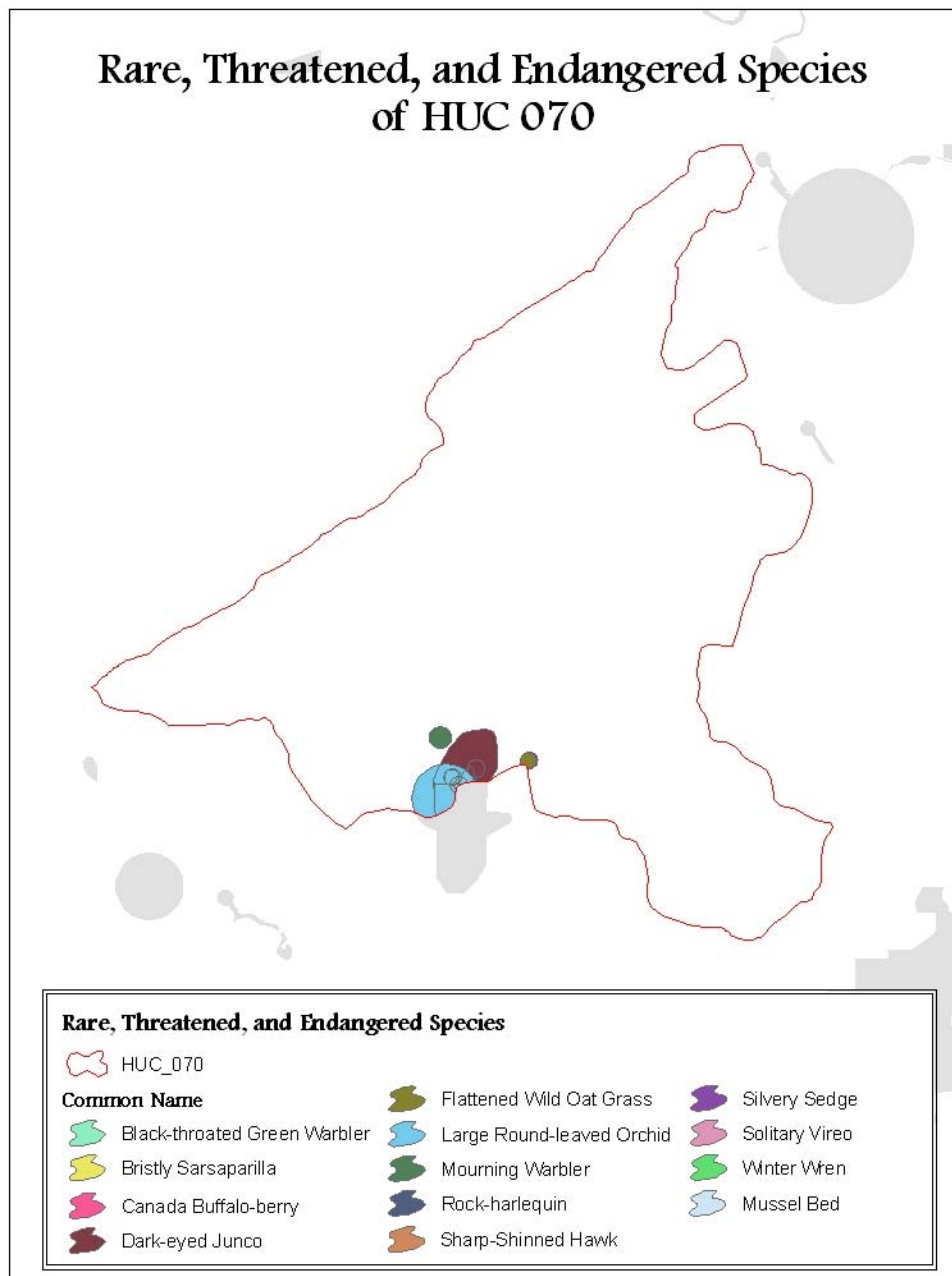 Rare, Threatened, and Endangered Species
of HUC 070
Rare, Threatened, and Endangered Species
HUC_070
Common Name
Black-throated Green Warbler
Bristly Sarsaparilla
Canada Buffalo-berry
Dark-eyed Junco
Flattened Wild Oat Grass
Large Round-leaved Orchid
Mourning Warbler
Rock-harlequin
Sharp-Shinned Hawk
Silvery Sedge
Solitary Vireo
Winter Wren
Mussel Bed